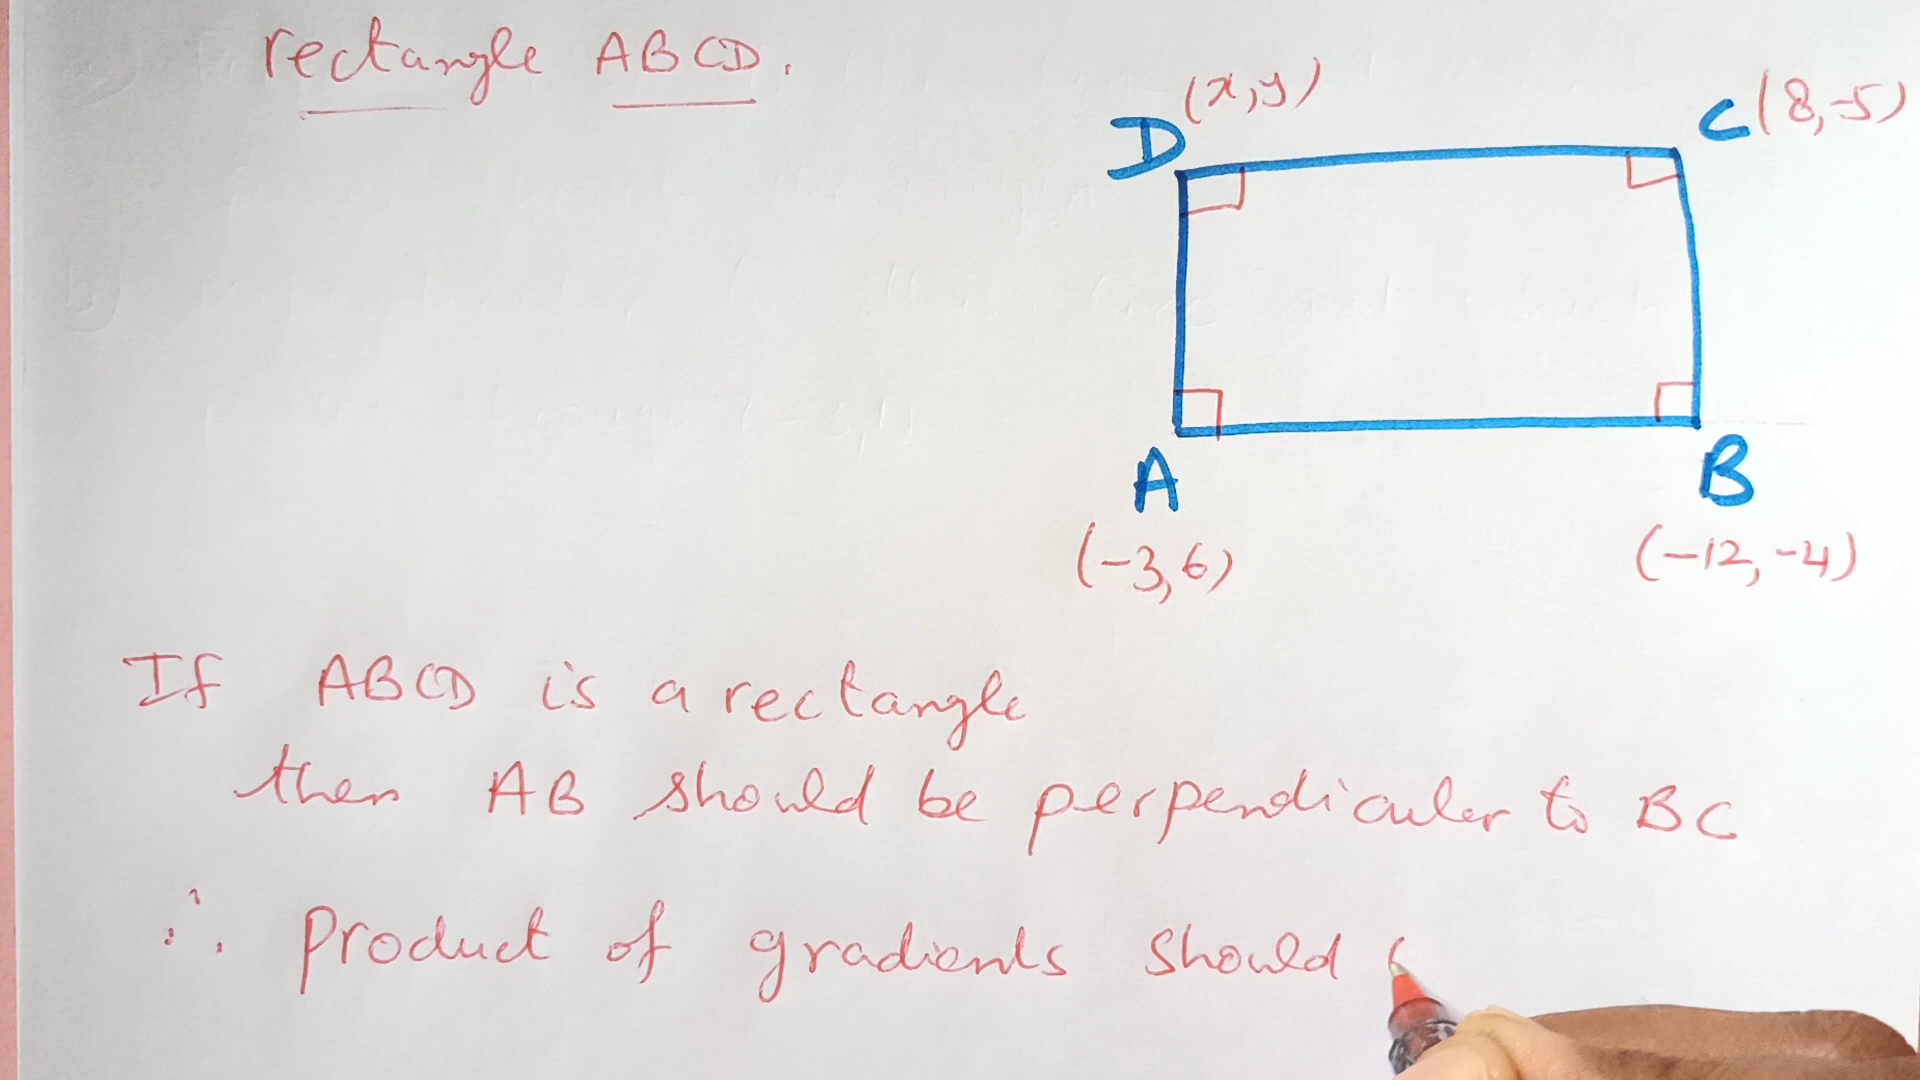 rectangle ABCD.
(x,y)
D
C (8,-5)
A
B
(-3,6)
(-12,-4)
If ABCD is a rectangle
then AB should be perpendicular to BC
∴ product of gradients should